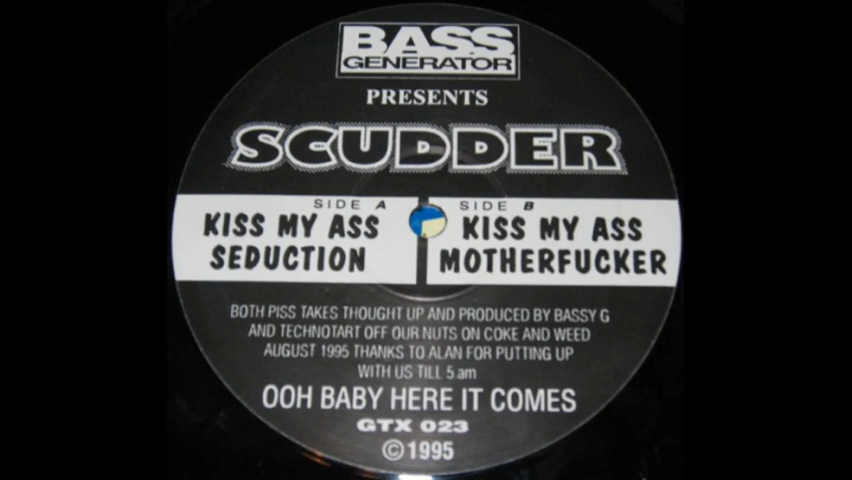 BASS
GENERATOR
PRESENTS
SCUDDER
SIDE A
KISS MY ASS
SEDUCTION
SIDE B
KISS MY ASS
MOTHERFUCKER
BOTH PISS TAKES THOUGHT UP AND PRODUCED BY BASSY G
AND TECHNOTART OFF OUR NUTS ON COKE AND WEED
AUGUST 1995 THANKS TO ALAN FOR PUTTING UP
WITH US TILL 5 am
OOH BABY HERE IT COMES
GTX 023
©1995